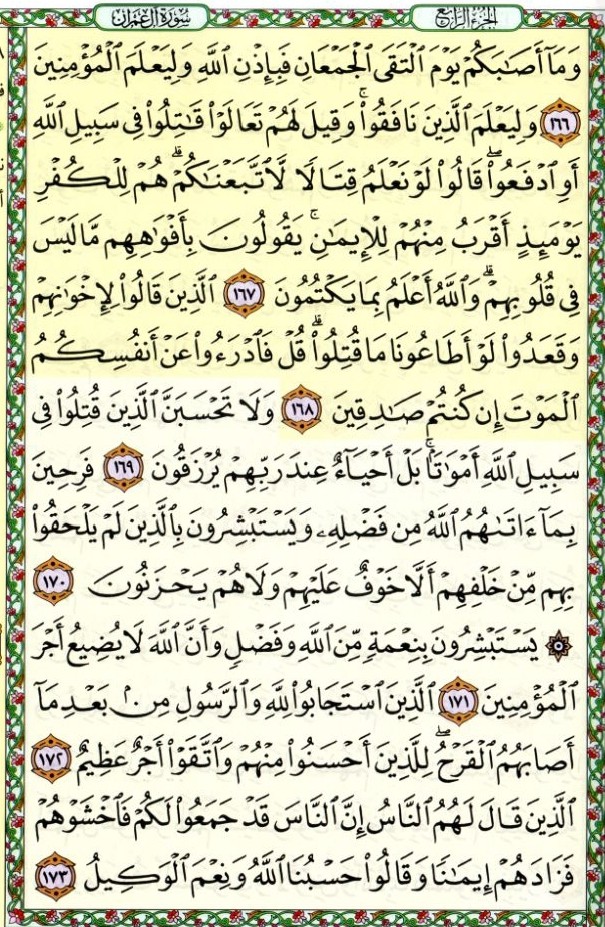 سُورَةُ آلِ عِمْرَانَ
الجُزْءُ الرَّابِعُ
وَمَآ أَصَٰبَكُمْ يَوْمَ ٱلْتَقَى ٱلْجَمْعَانِ فَبِإِذْنِ ٱللَّهِ وَلِيَعْلَمَ ٱلْمُؤْمِنِينَ
١٦٦ وَلِيَعْلَمَ ٱلَّذِينَ نَافَقُوا۟ ۚ وَقِيلَ لَهُمْ تَعَالَوْا۟ قَٰتِلُوا۟ فِى سَبِيلِ ٱللَّهِ
أَوِ ٱدْفَعُوا۟ ۖ قَالُوا۟ لَوْ نَعْلَمُ قِتَالًا لَّٱتَّبَعْنَٰكُمْ ۗ هُمْ لِلْكُفْرِ
يَوْمَئِذٍ أَقْرَبُ مِنْهُمْ لِلْإِيمَٰنِ ۚ يَقُولُونَ بِأَفْوَٰهِهِم مَّا لَيْسَ
فِى قُلُوبِهِمْ ۗ وَٱللَّهُ أَعْلَمُ بِمَا يَكْتُمُونَ ١٦٧ ٱلَّذِينَ قَالُوا۟ لِإِخْوَٰنِهِمْ
وَقَعَدُوا۟ لَوْ أَطَاعُونَا مَا قُتِلُوا۟ ۗ قُلْ فَٱدْرَءُوا۟ عَنْ أَنفُسِكُمُ
ٱلْمَوْتَ إِن كُنتُمْ صَٰدِقِينَ ١٦٨ وَلَا تَحْسَبَنَّ ٱلَّذِينَ قُتِلُوا۟ فِى
سَبِيلِ ٱللَّهِ أَمْوَٰتًۢا ۚ بَلْ أَحْيَآءٌ عِندَ رَبِّهِمْ يُرْزَقُونَ ١٦٩ فَرِحِينَ
بِمَآ ءَاتَىٰهُمُ ٱللَّهُ مِن فَضْلِهِۦ وَيَسْتَبْشِرُونَ بِٱلَّذِينَ لَمْ يَلْحَقُوا۟
بِهِم مِّنْ خَلْفِهِمْ أَلَّا خَوْفٌ عَلَيْهِمْ وَلَا هُمْ يَحْزَنُونَ ١٧٠
۞ يَسْتَبْشِرُونَ بِنِعْمَةٍ مِّنَ ٱللَّهِ وَفَضْلٍ وَأَنَّ ٱللَّهَ لَا يُضِيعُ أَجْرَ
ٱلْمُؤْمِنِينَ ١٧١ ٱلَّذِينَ ٱسْتَجَابُوا۟ لِلَّهِ وَٱلرَّسُولِ مِنۢ بَعْدِ مَآ
أَصَابَهُمُ ٱلْقَرْحُ ۚ لِلَّذِينَ أَحْسَنُوا۟ مِنْهُمْ وَٱتَّقَوْا۟ أَجْرٌ عَظِيمٌ ١٧٢
ٱلَّذِينَ قَالَ لَهُمُ ٱلنَّاسُ إِنَّ ٱلنَّاسَ قَدْ جَمَعُوا۟ لَكُمْ فَٱخْشَوْهُمْ
فَزَادَهُمْ إِيمَٰنًا وَقَالُوا۟ حَسْبُنَا ٱللَّهُ وَنِعْمَ ٱلْوَكِيلُ ١٧٣